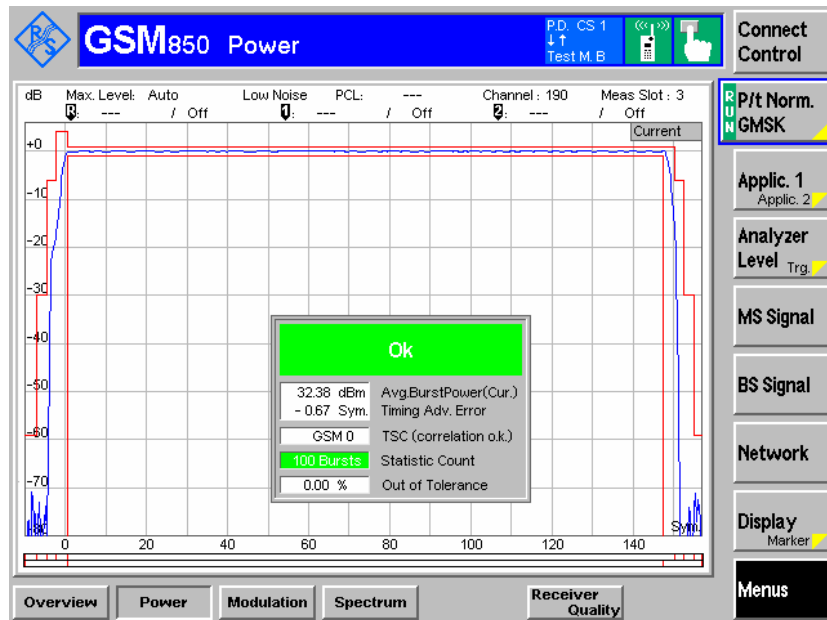 R S
GSM850 Power
P.D. CS 1
Test M. B
Connect
Control
dB Max. Level: Auto Low Noise PCL: --- Channel : 190 Meas Slot : 3
R: --- / Off 1: --- / Off 2: --- / Off
Current
RUN
P/t Norm.
GMSK
Applic. 1
Applic. 2
Analyzer
Level Trg.
MS Signal
BS Signal
Network
Display
Marker
Menus
+0
-10
-20
-30
-40
-50
-60
-70
Ok
32.38 dBm Avg.BurstPower(Cur.)
- 0.67 Sym. Timing Adv. Error
GSM 0 TSC (correlation o.k.)
100 Bursts Statistic Count
0.00 % Out of Tolerance
Sym.
0 20 40 60 80 100 120 140
Overview Power Modulation Spectrum Receiver
Quality